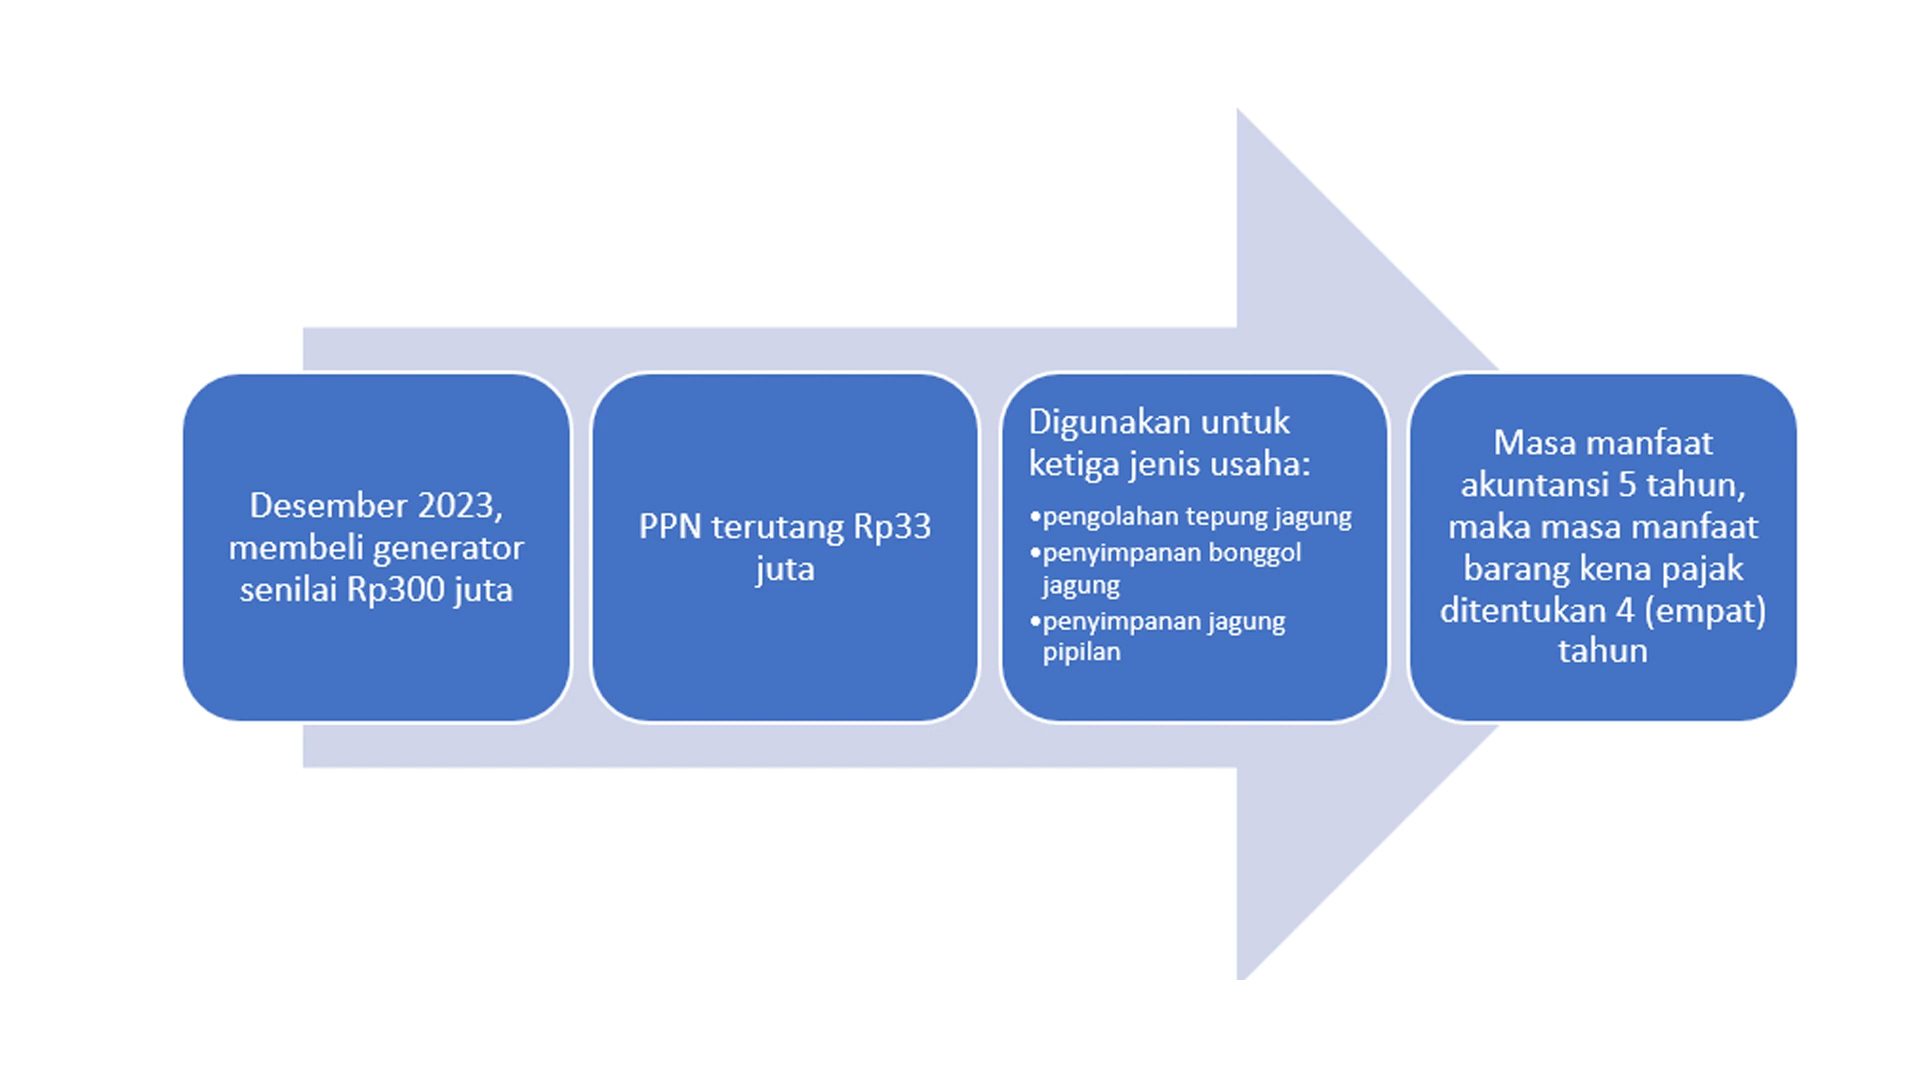 Desember 2023,
membeli generator
senilai Rp300 juta
PPN terutang Rp33
juta
Digunakan untuk
ketiga jenis usaha:
•pengolahan tepung jagung
•penyimpanan bonggol
jagung
•penyimpanan jagung
pipilan
Masa manfaat
akuntansi 5 tahun,
maka masa manfaat
barang kena pajak
ditentukan 4 (empat)
tahun